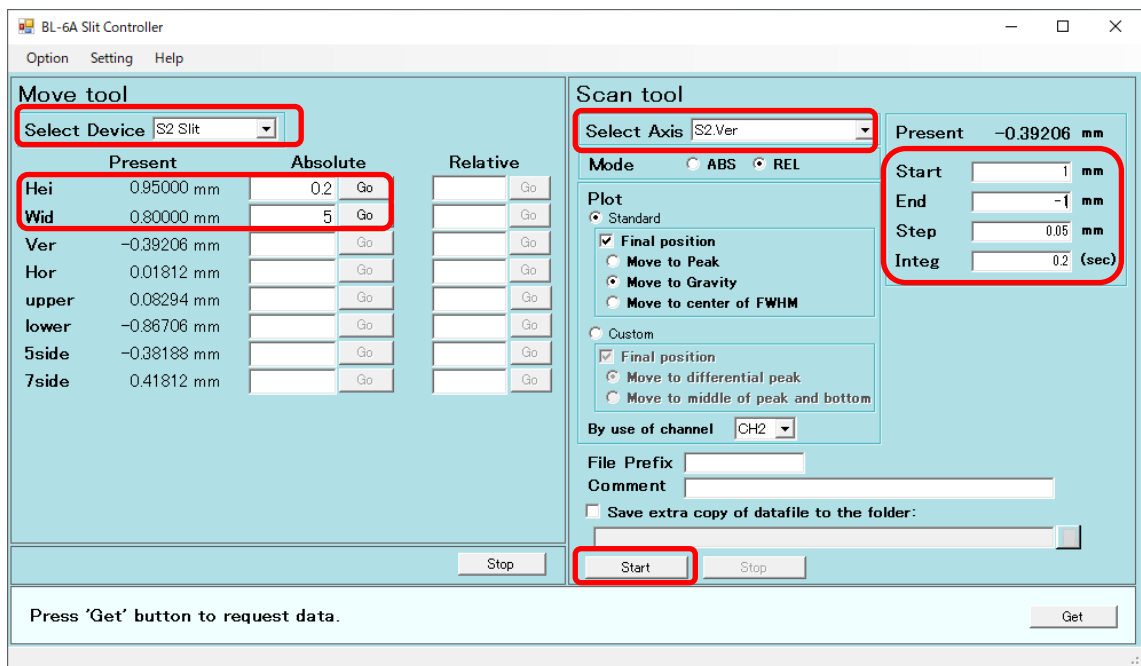 BL-6A Slit Controller
Option Setting Help
Move tool
Select Device S2 Slit
Present Absolute Relative
Hei 0.95000 mm 0.2 Go Go
Wid 0.80000 mm 5 Go Go
Ver -0.39206 mm Go Go
Hor 0.01812 mm Go Go
upper 0.08294 mm Go Go
lower -0.86706 mm Go Go
5side -0.38188 mm Go Go
7side 0.41812 mm Go Go
Stop
Scan tool
Select Axis S2.Ver
Mode ABS REL
Plot
Standard
Final position
Move to Peak
Move to Gravity
Move to center of FWHM
Custom
Final position
Move to differential peak
Move to middle of peak and bottom
By use of channel CH2
Present -0.39206 mm
Start 1 mm
End -1 mm
Step 0.05 mm
Integ 0.2 (sec)
File Prefix
Comment
Save extra copy of datafile to the folder:
Start Stop
Press 'Get' button to request data.
Get